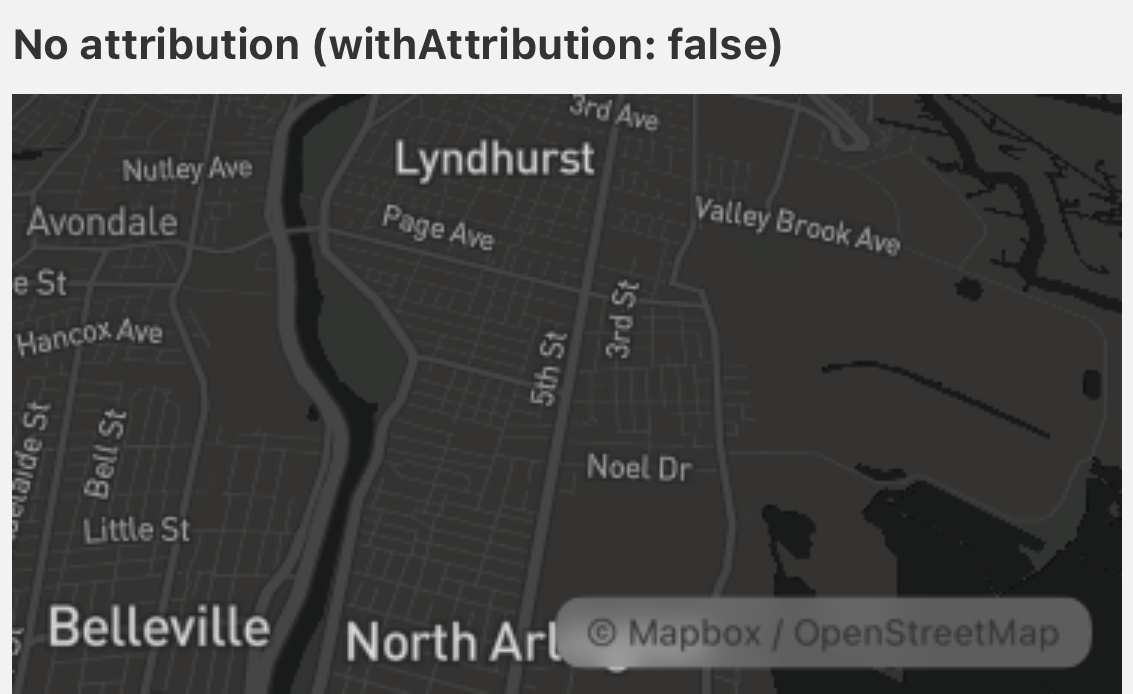 No attribution (withAttribution: false)
3rd Ave
Lyndhurst
Nutley Ave
Avondale
Page Ave
Valley Brook Ave
e St
3rd St
Hancox Ave
5th St
Bell St
Noel Dr
Little St
Belleville
North Arl
© Mapbox / OpenStreetMap